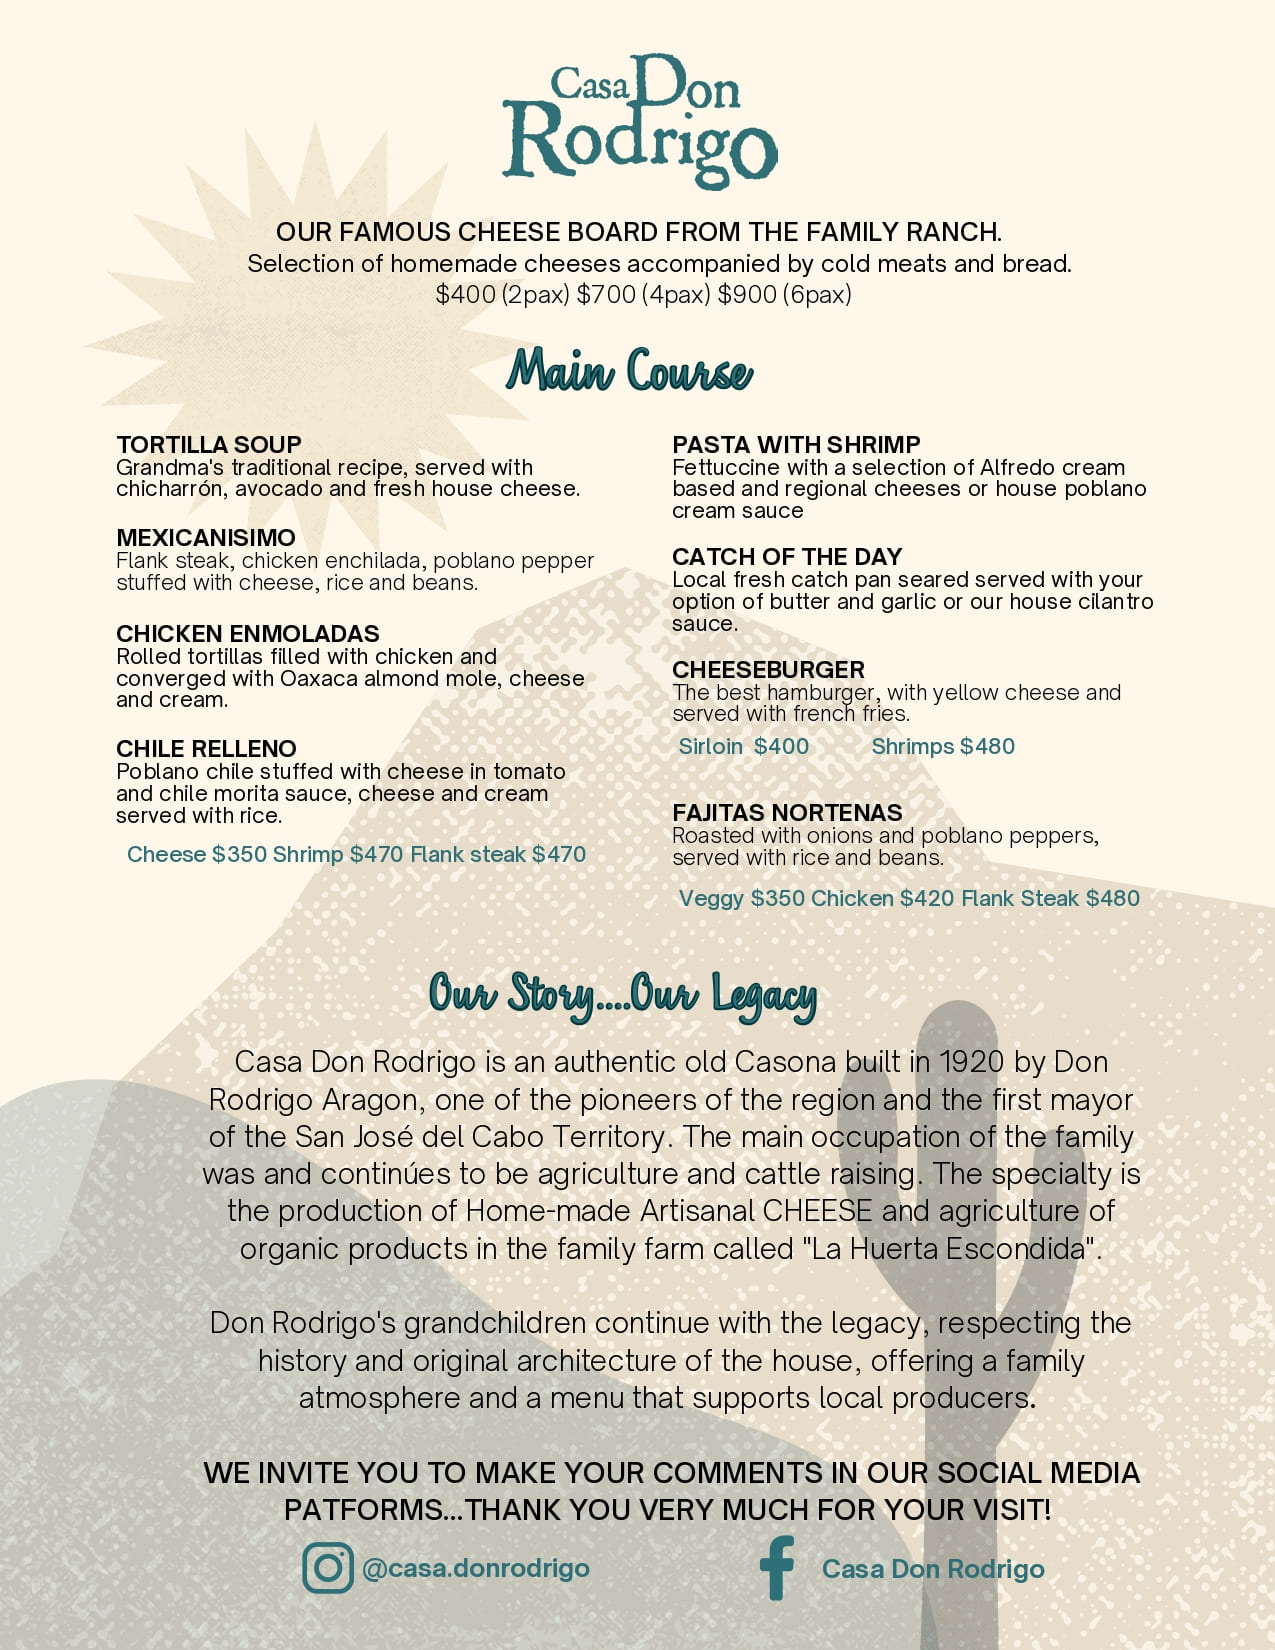 Casa Don
Rodrigo
OUR FAMOUS CHEESE BOARD FROM THE FAMILY RANCH.
Selection of homemade cheeses accompanied by cold meats and bread.
$400 (2pax) $700 (4pax) $900 (6pax)
Main Course
TORTILLA SOUP
Grandma's traditional recipe, served with
chicharrón, avocado and fresh house cheese.
MEXICANISIMO
Flank steak, chicken enchilada, poblano pepper
stuffed with cheese, rice and beans.
CHICKEN ENMOLADAS
Rolled tortillas filled with chicken and
converged with Oaxaca almond mole, cheese
and cream.
CHILE RELLENO
Poblano chile stuffed with cheese in tomato
and chile morita sauce, cheese and cream
served with rice.
Cheese $350 Shrimp $470 Flank steak $470
PASTA WITH SHRIMP
Fettuccine with a selection of Alfredo cream
based and regional cheeses or house poblano
cream sauce
CATCH OF THE DAY
Local fresh catch pan seared served with your
option of butter and garlic or our house cilantro
sauce.
CHEESEBURGER
The best hamburger, with yellow cheese and
served with french fries.
Sirloin $400 Shrimps $480
FAJITAS NORTENAS
Roasted with onions and poblano peppers,
served with rice and beans.
Veggy $350 Chicken $420 Flank Steak $480
Our Story....Our Legacy
Casa Don Rodrigo is an authentic old Casona built in 1920 by Don
Rodrigo Aragon, one of the pioneers of the region and the first mayor
of the San José del Cabo Territory. The main occupation of the family
was and continúes to be agriculture and cattle raising. The specialty is
the production of Home-made Artisanal CHEESE and agriculture of
organic products in the family farm called "La Huerta Escondida".
Don Rodrigo's grandchildren continue with the legacy, respecting the
history and original architecture of the house, offering a family
atmosphere and a menu that supports local producers.
WE INVITE YOU TO MAKE YOUR COMMENTS IN OUR SOCIAL MEDIA
PATFORMS...THANK YOU VERY MUCH FOR YOUR VISIT!
@casa.donrodrigo
Casa Don Rodrigo